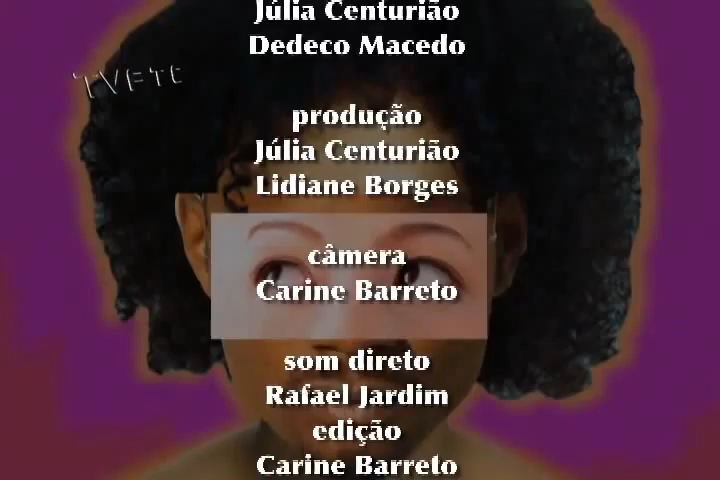 Júlia Centurião
Dedeco Macedo
TVFTC
produção
Júlia Centurião
Lidiane Borges
câmera
Carine Barreto
som direto
Rafael Jardim
edição
Carine Barreto